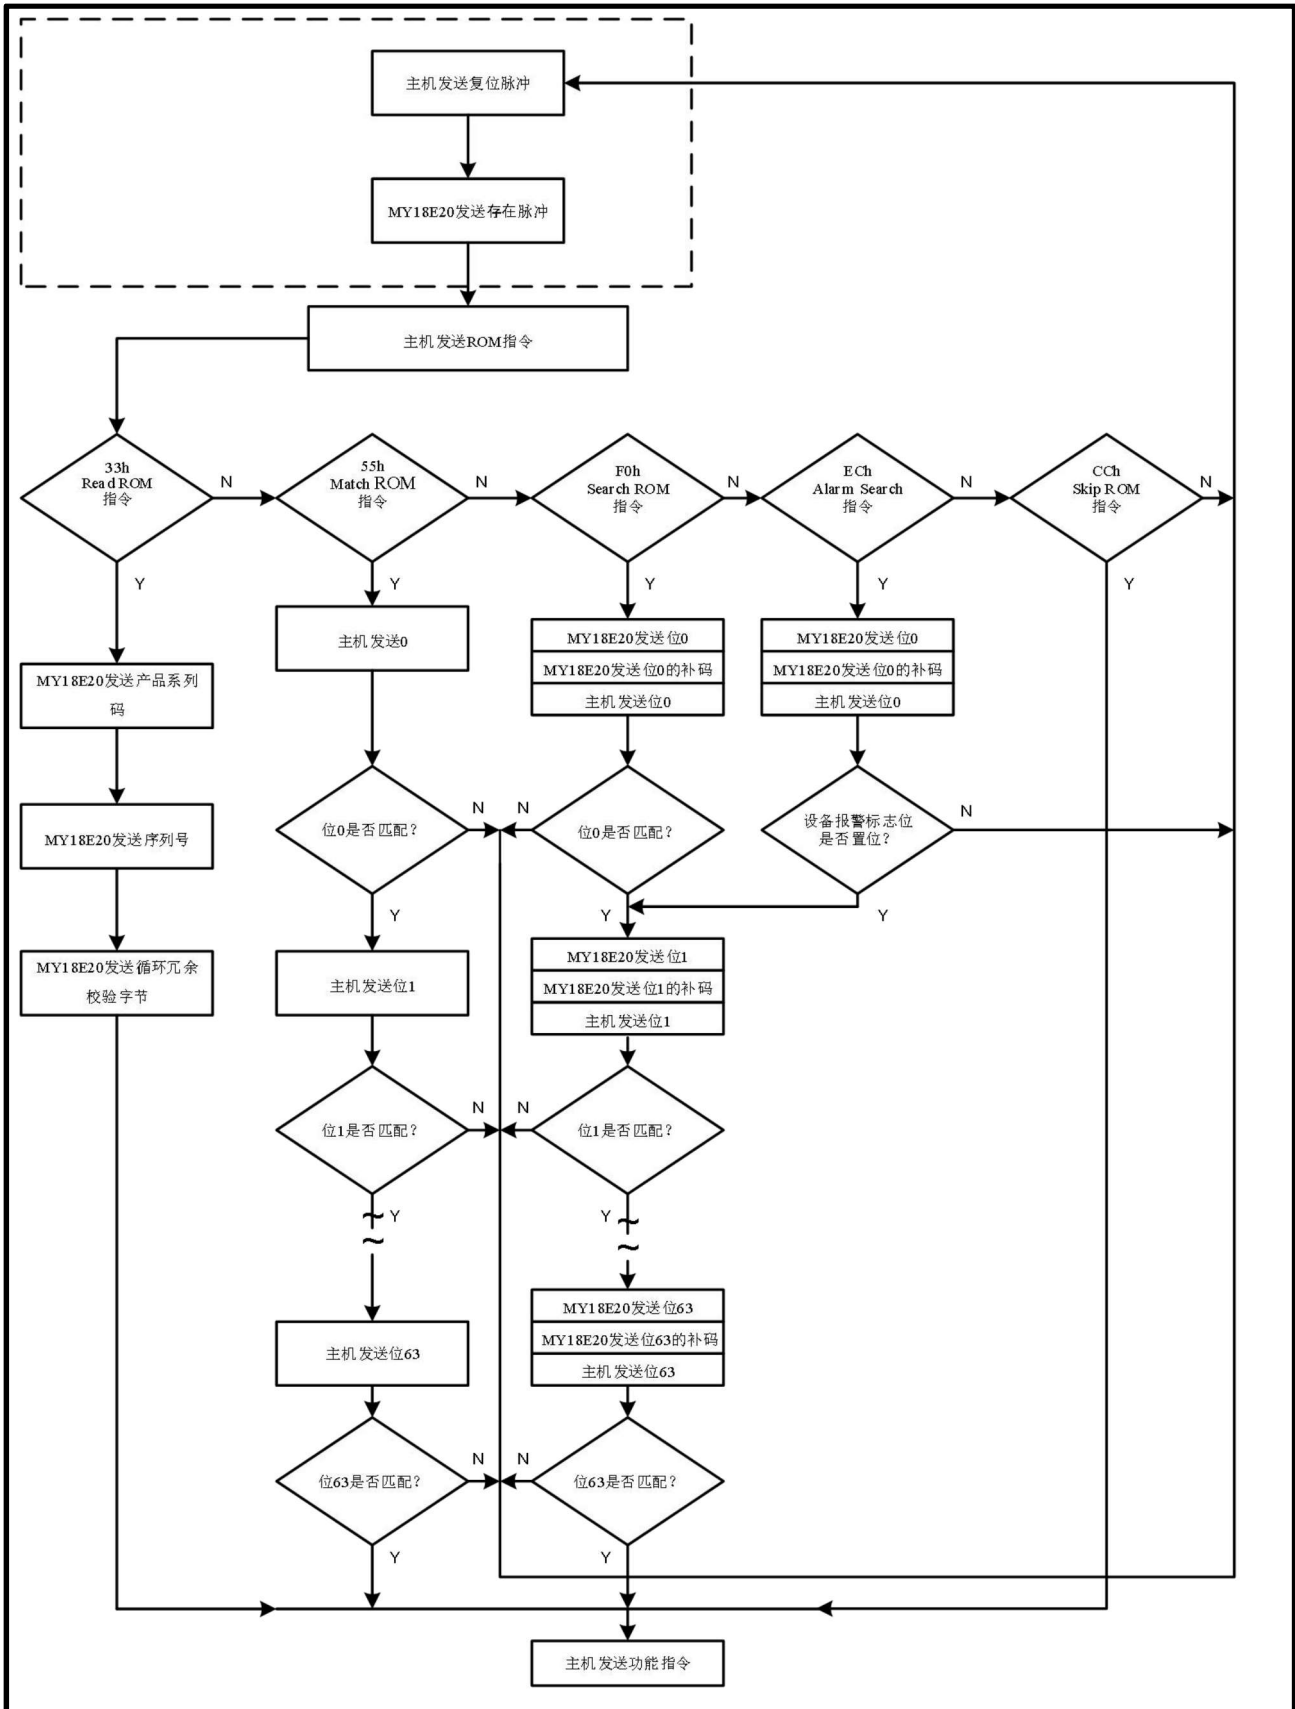 主机发送复位脉冲
MY18E20发送存在脉冲
主机发送ROM指令
33h
Read ROM
指令
N
55h
Match ROM
指令
N
F0h
Search ROM
指令
N
ECh
Alarm Search
指令
N
CCh
Skip ROM
指令
N
Y
Y
Y
Y
Y
主机发送0
MY18E20发送位0
MY18E20发送位0的补码
主机发送位0
MY18E20发送位0
MY18E20发送位0的补码
主机发送位0
MY18E20发送产品系列
码
位0是否匹配?
N
N
位0是否匹配?
设备报警标志位
是否置位?
N
MY18E20发送序列号
Y
Y
Y
MY18E20发送循环冗余
校验字节
主机发送位1
MY18E20发送位1
MY18E20发送位1的补码
主机发送位1
位1是否匹配?
N
N
位1是否匹配?
Y
Y
主机发送位63
MY18E20发送位63
MY18E20发送位63的补码
主机发送位63
位63是否匹配?
N
N
位63是否匹配?
Y
Y
主机发送功能指令